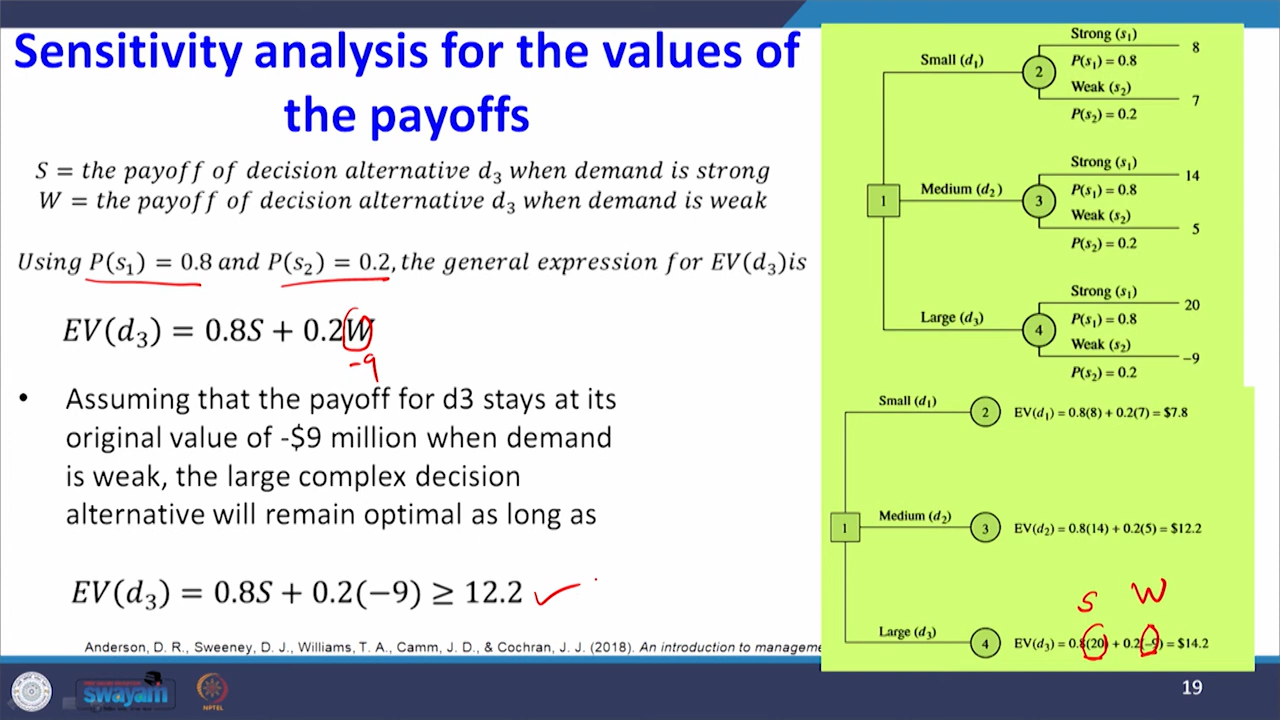 Sensitivity analysis for the values of
the payoffs
S = the payoff of decision alternative d₃ when demand is strong
W = the payoff of decision alternative d₃ when demand is weak
Using P(s₁) = 0.8 and P(s₂) = 0.2, the general expression for EV(d₃)is
EV(d₃) = 0.8S + 0.2W
-9
• Assuming that the payoff for d3 stays at its
original value of -$9 million when demand
is weak, the large complex decision
alternative will remain optimal as long as
EV(d₃) = 0.8S + 0.2(−9) ≥ 12.2
Anderson, D. R., Sweeney, D. J., Williams, T. A., Camm, J. D., & Cochran, J. J. (2018). An introduction to manageme
Strong (s₁)
8
Small (d₁)
P(s₁) = 0.8
2
Weak (s₂)
7
P(s₂) = 0.2
Strong (s₁)
14
Medium (d₂)
P(s₁) = 0.8
1
3
Weak (s₂)
5
P(s₂) = 0.2
Strong (s₁)
20
Large (d₃)
P(s₁) = 0.8
4
Weak (s₂)
−9
P(s₂) = 0.2
Small (d₁)
2
EV(d₁) = 0.8(8) + 0.2(7) = $7.8
Medium (d₂)
1
3
EV(d₂) = 0.8(14) + 0.2(5) = $12.2
S W
Large (d₃)
4
EV(d₃) = 0.8(20) + 0.2(−9) = $14.2
swayam
NPTEL
19